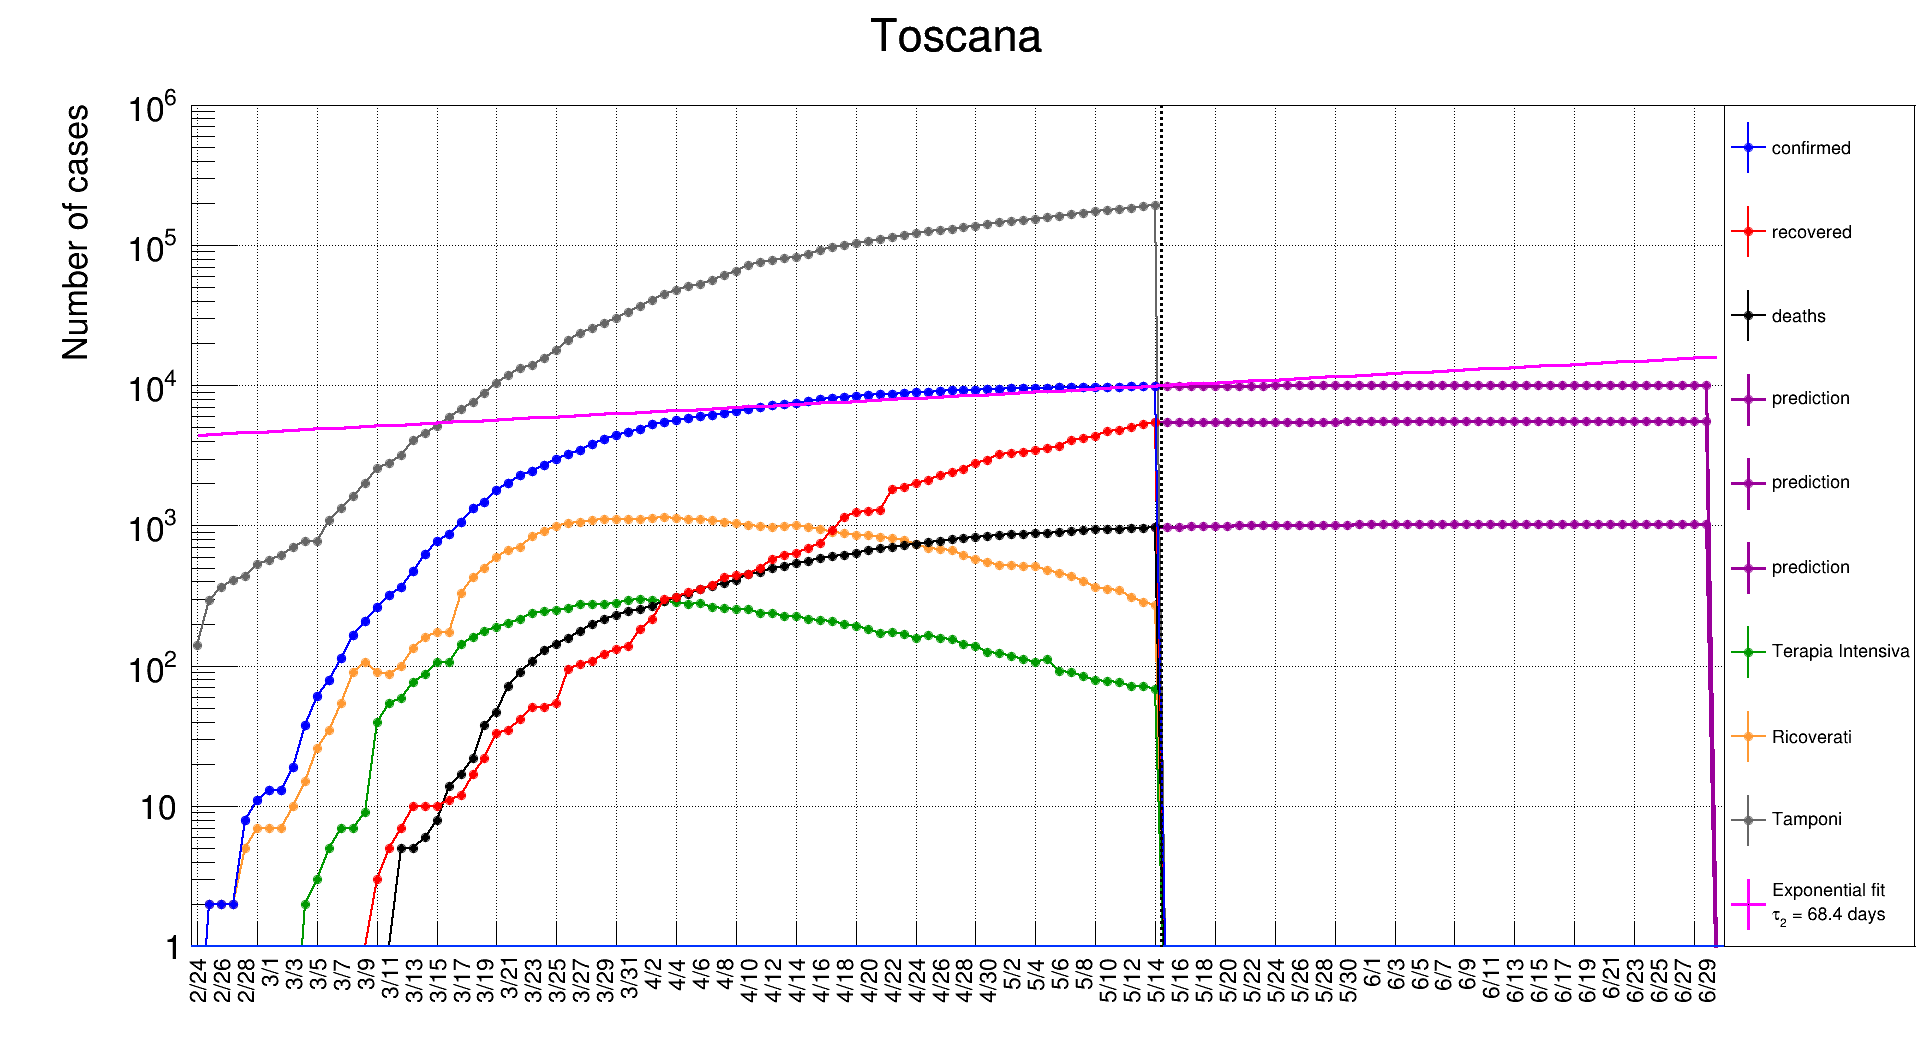 Toscana
Number of cases
10^6
10^5
10^4
10^3
10^2
10
1
2/24 2/26 2/28 3/1 3/3 3/5 3/7 3/9 3/11 3/13 3/15 3/17 3/19 3/21 3/23 3/25 3/27 3/29 3/31 4/2 4/4 4/6 4/8 4/10 4/12 4/14 4/16 4/18 4/20 4/22 4/24 4/26 4/28 4/30 5/2 5/4 5/6 5/8 5/10 5/12 5/14 5/16 5/18 5/20 5/22 5/24 5/26 5/28 5/30 6/1 6/3 6/5 6/7 6/9 6/11 6/13 6/15 6/17 6/19 6/21 6/23 6/25 6/27 6/29
confirmed
recovered
deaths
prediction
prediction
prediction
Terapia Intensiva
Ricoverati
Tamponi
Exponential fit
τ₂ = 68.4 days